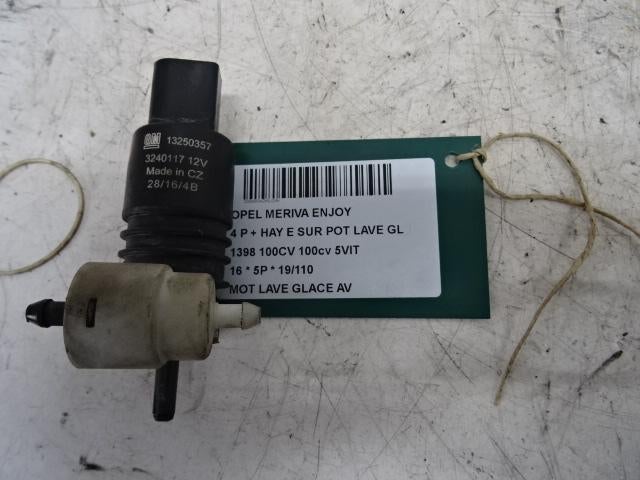 GM 13250357
3240117 12V
Made in CZ
28/16/4B
OPEL MERIVA ENJOY
4 P + HAY E SUR POT LAVE GL
1398 100CV 100cv 5VIT
16 * 5P * 19/110
MOT LAVE GLACE AV